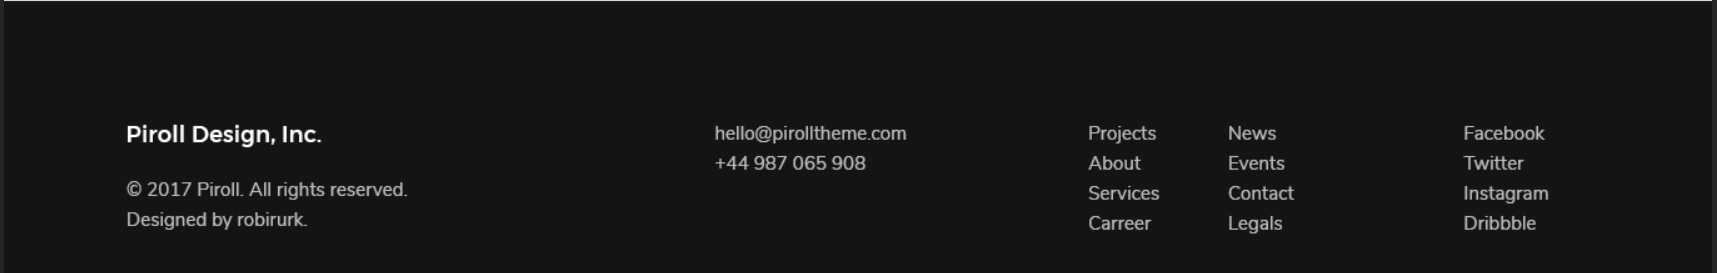 Piroll Design, Inc.
© 2017 Piroll. All rights reserved.
Designed by robirurk.
hello@pirolltheme.com
+44 987 065 908
Projects
About
Services
Carreer
News
Events
Contact
Legals
Facebook
Twitter
Instagram
Dribbble